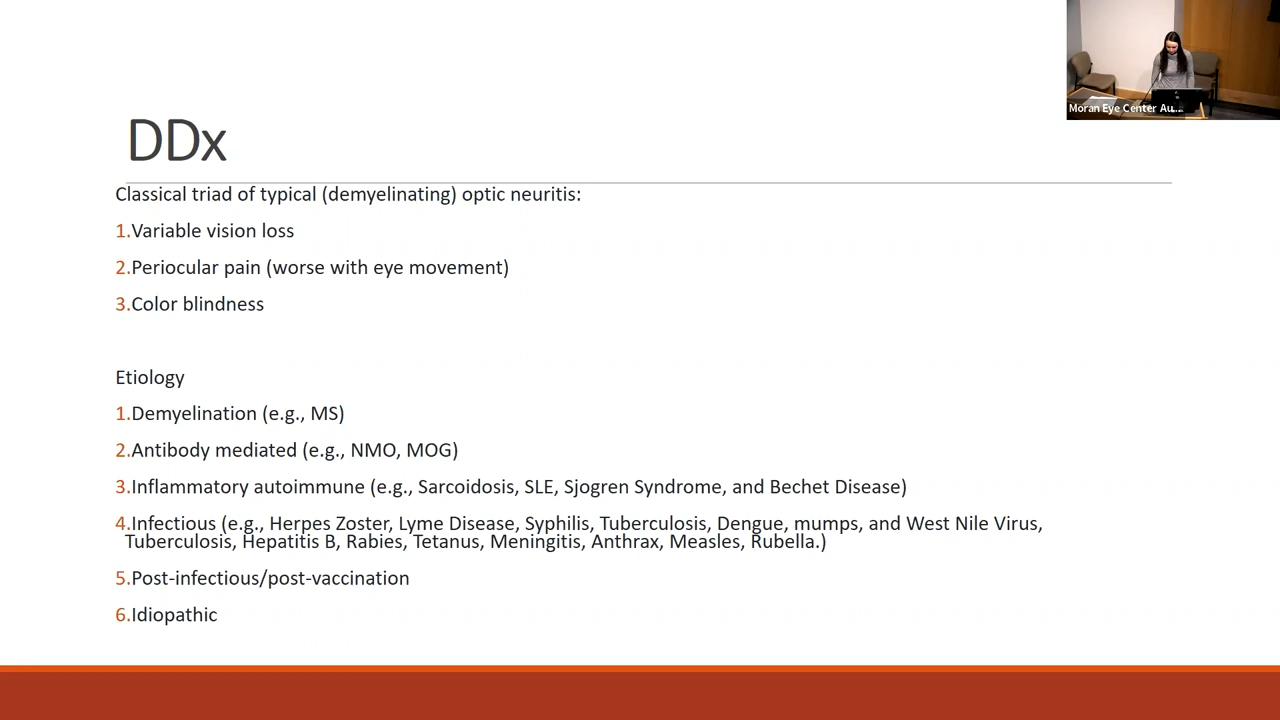 Moran Eye Center Au...
DDx
Classical triad of typical (demyelinating) optic neuritis:
1.Variable vision loss
2.Periocular pain (worse with eye movement)
3.Color blindness
Etiology
1.Demyelination (e.g., MS)
2.Antibody mediated (e.g., NMO, MOG)
3.Inflammatory autoimmune (e.g., Sarcoidosis, SLE, Sjogren Syndrome, and Bechet Disease)
4.Infectious (e.g., Herpes Zoster, Lyme Disease, Syphilis, Tuberculosis, Dengue, mumps, and West Nile Virus,
Tuberculosis, Hepatitis B, Rabies, Tetanus, Meningitis, Anthrax, Measles, Rubella.)
5.Post-infectious/post-vaccination
6.Idiopathic